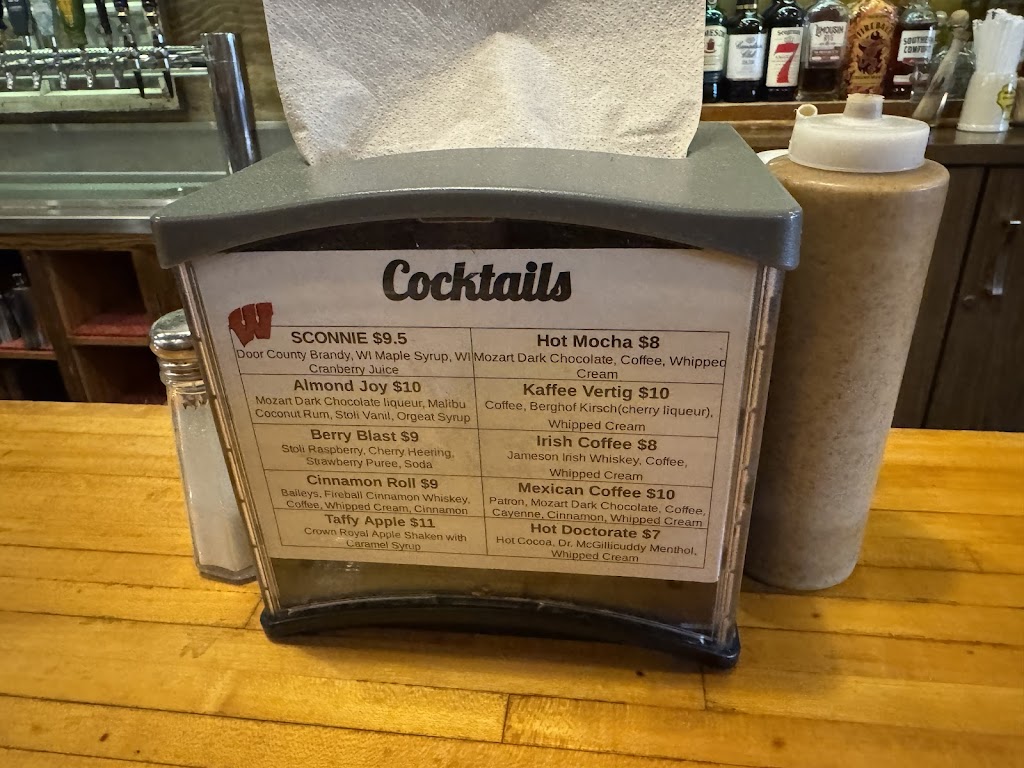 Cocktails
W
SCONNIE $9.5
Door County Brandy, WI Maple Syrup, WI
Cranberry Juice
Almond Joy $10
Mozart Dark Chocolate liqueur, Malibu
Coconut Rum, Stoli Vanil, Orgeat Syrup
Berry Blast $9
Stoli Raspberry, Cherry Heering,
Strawberry Puree, Soda
Cinnamon Roll $9
Baileys, Fireball Cinnamon Whiskey,
Coffee, Whipped Cream, Cinnamon
Taffy Apple $11
Crown Royal Apple Shaken with
Caramel Syrup
Hot Mocha $8
Mozart Dark Chocolate, Coffee, Whipped
Cream
Kaffee Vertig $10
Coffee, Berghof Kirsch(cherry liqueur),
Whipped Cream
Irish Coffee $8
Jameson Irish Whiskey, Coffee,
Whipped Cream
Mexican Coffee $10
Patron, Mozart Dark Chocolate, Coffee,
Cayenne, Cinnamon, Whipped Cream
Hot Doctorate $7
Hot Cocoa, Dr. McGillicuddy Menthol,
Whipped Cream
7
LIMOUSIN
FIREBALL
SOUTHERN
COMFORT